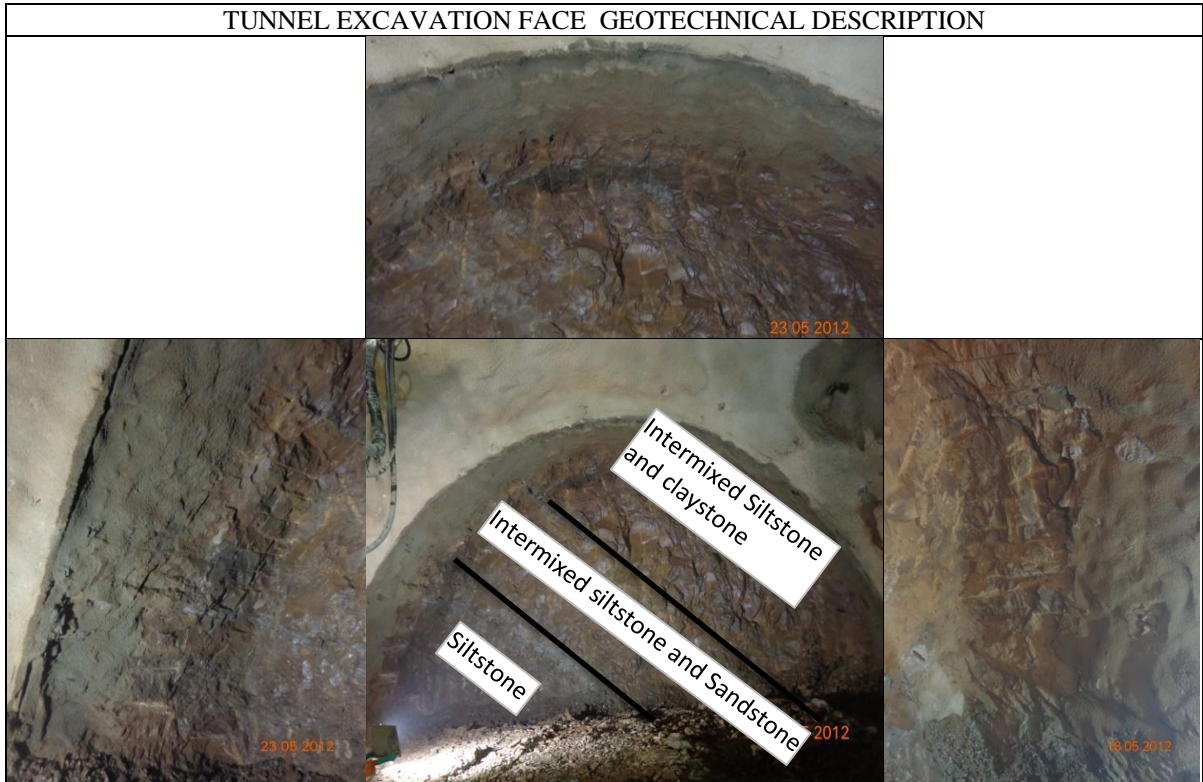 TUNNEL EXCAVATION FACE GEOTECHNICAL DESCRIPTION
23 05 2012
23 05 2012
Intermixed Siltstone
and claystone
Intermixed siltstone and Sandstone
Siltstone
2012
18 05 2012